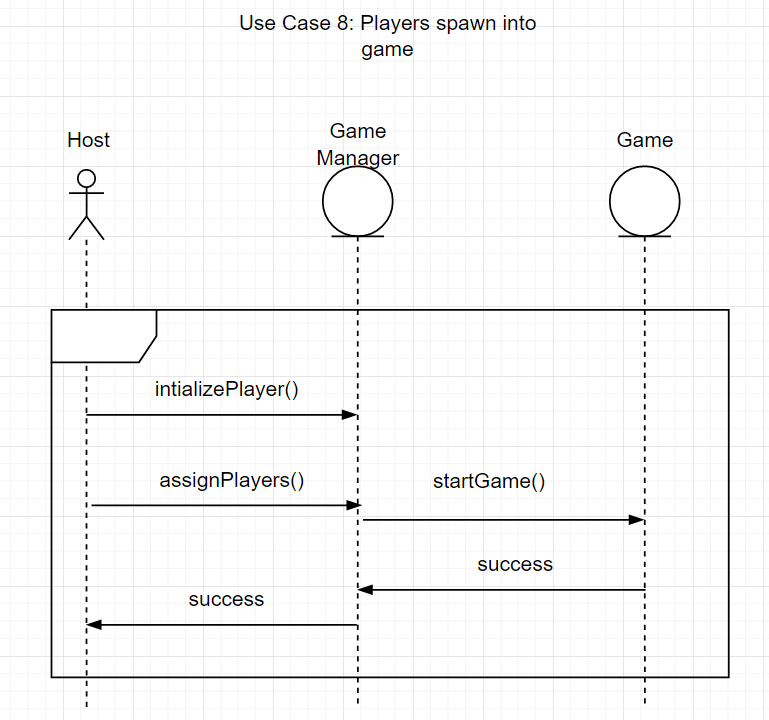 Use Case 8: Players spawn into
game
Host
Game
Manager
Game
intializePlayer()
assignPlayers()
startGame()
success
success